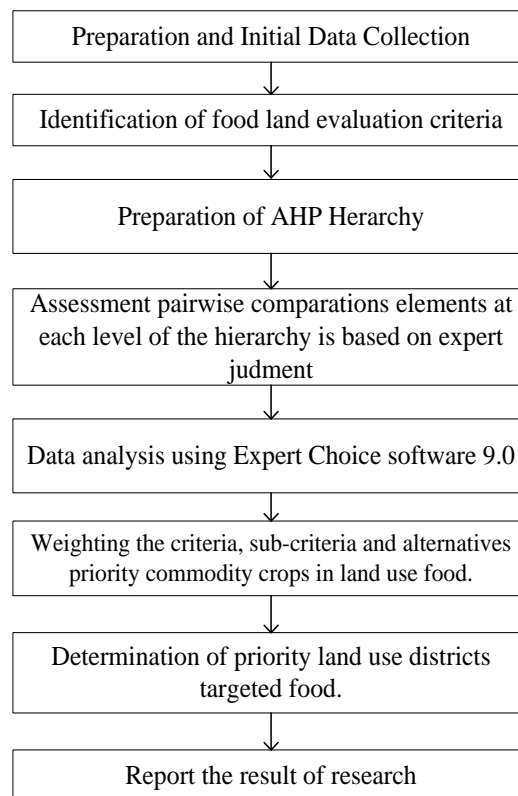 Preparation and Initial Data Collection
Identification of food land evaluation criteria
Preparation of AHP Herarchy
Assessment pairwise comparations elements at
each level of the hierarchy is based on expert
judment
Data analysis using Expert Choice software 9.0
Weighting the criteria, sub-criteria and alternatives
priority commodity crops in land use food.
Determination of priority land use districts
targeted food.
Report the result of research